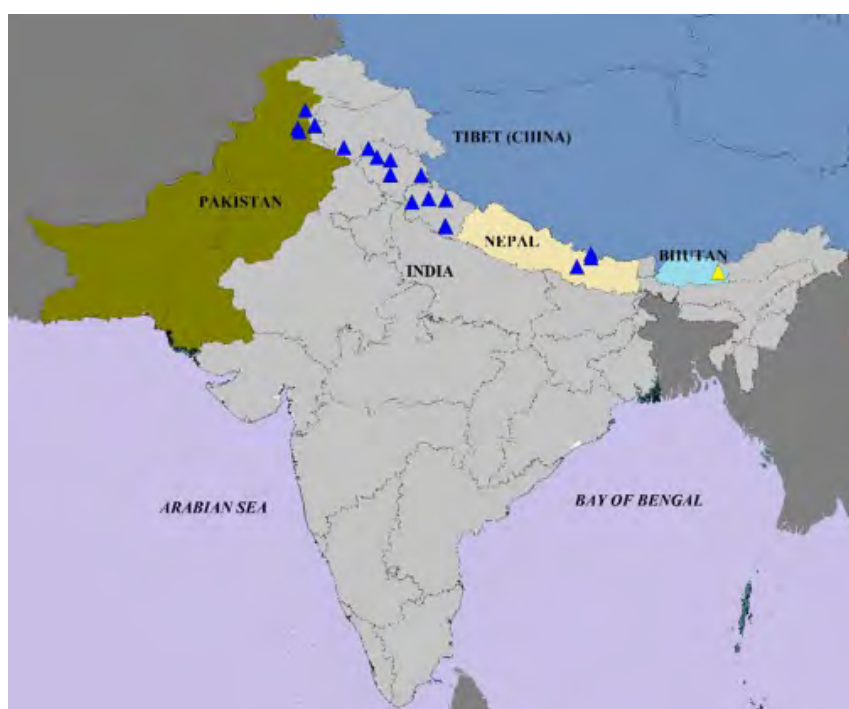 TIBET (CHINA)
PAKISTAN
NEPAL
BHUTAN
INDIA
ARABIAN SEA
BAY OF BENGAL